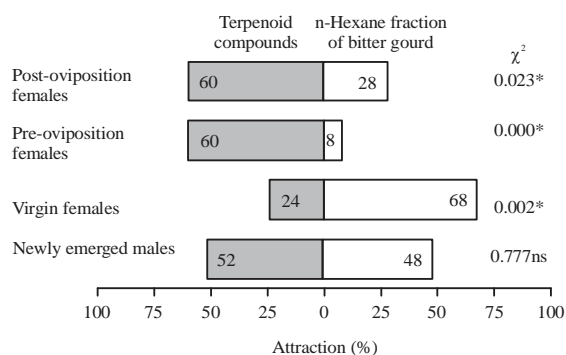 Terpenoid compounds
n-Hexane fraction of bitter gourd
χ²
Post-oviposition females
60
28
0.023*
Pre-oviposition females
60
8
0.000*
Virgin females
24
68
0.002*
Newly emerged males
52
48
0.777ns
100 75 50 25 0 25 50 75 100
Attraction (%)